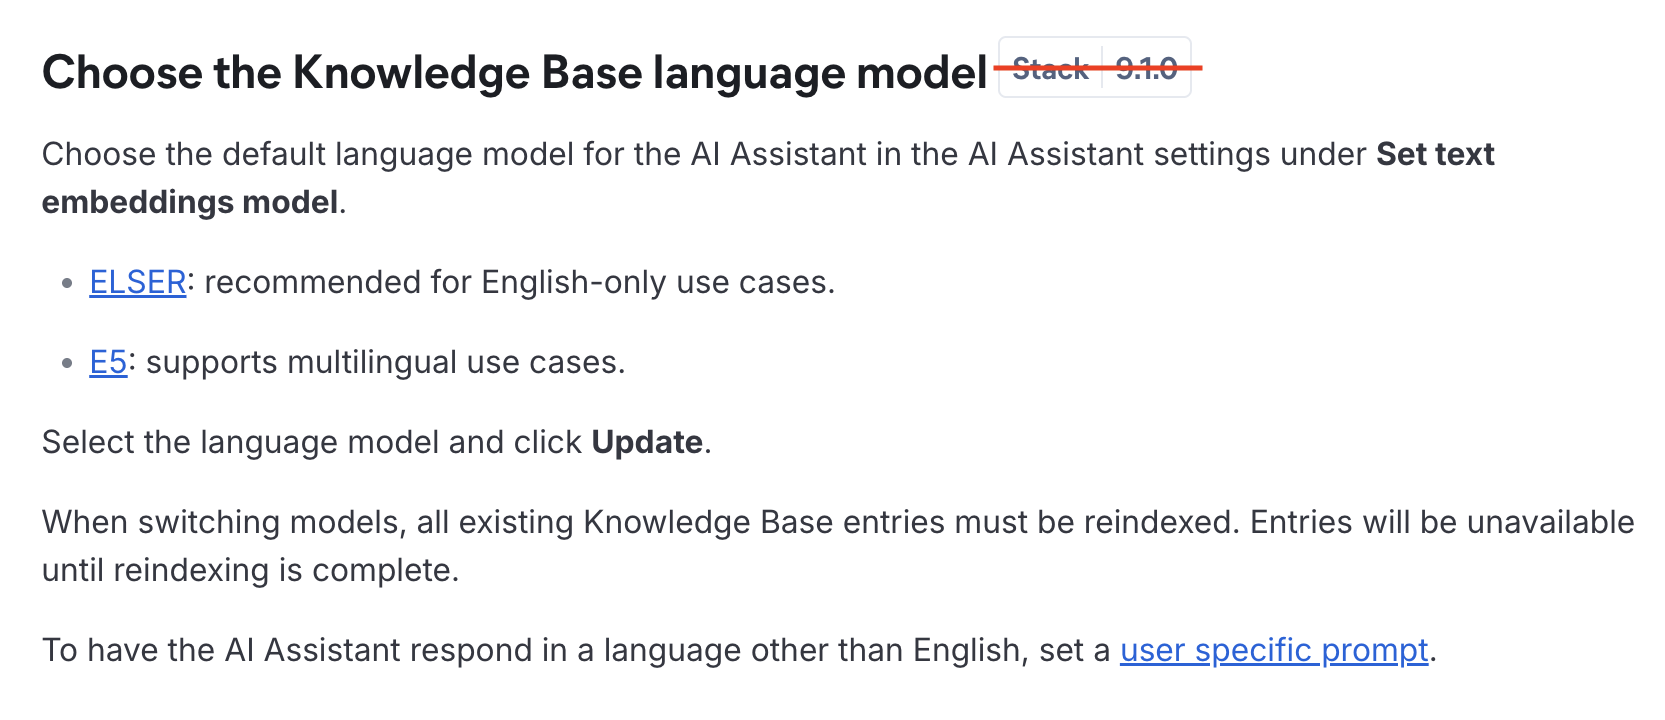 Choose the Knowledge Base language model Stack 9.1.0
Choose the default language model for the AI Assistant in the AI Assistant settings under Set text
embeddings model.
• ELSER: recommended for English-only use cases.
• E5: supports multilingual use cases.
Select the language model and click Update.
When switching models, all existing Knowledge Base entries must be reindexed. Entries will be unavailable
until reindexing is complete.
To have the AI Assistant respond in a language other than English, set a user specific prompt.